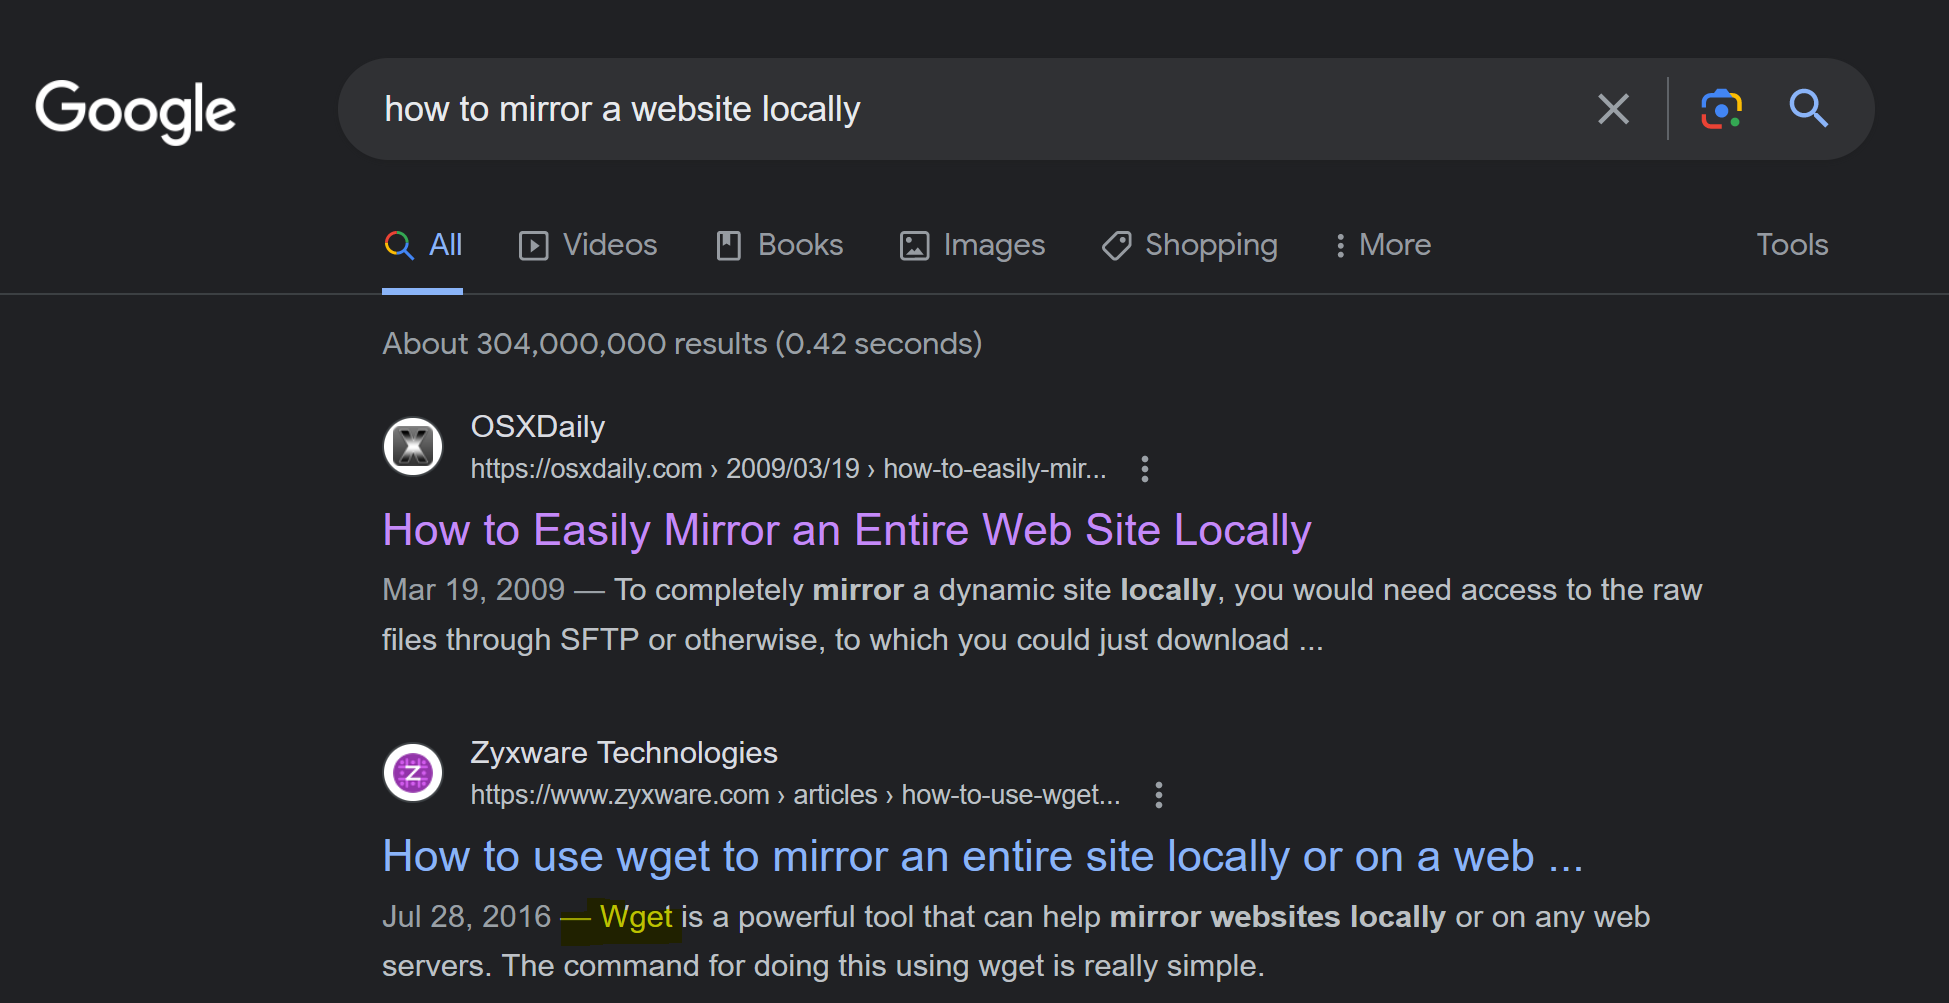 Google
how to mirror a website locally
All Videos Books Images Shopping More Tools
About 304,000,000 results (0.42 seconds)
OSXDaily
https://osxdaily.com › 2009/03/19 › how-to-easily-mir...
How to Easily Mirror an Entire Web Site Locally
Mar 19, 2009 — To completely mirror a dynamic site locally, you would need access to the raw
files through SFTP or otherwise, to which you could just download ...
Zyxware Technologies
https://www.zyxware.com › articles › how-to-use-wget...
How to use wget to mirror an entire site locally or on a web ...
Jul 28, 2016 — Wget is a powerful tool that can help mirror websites locally or on any web
servers. The command for doing this using wget is really simple.